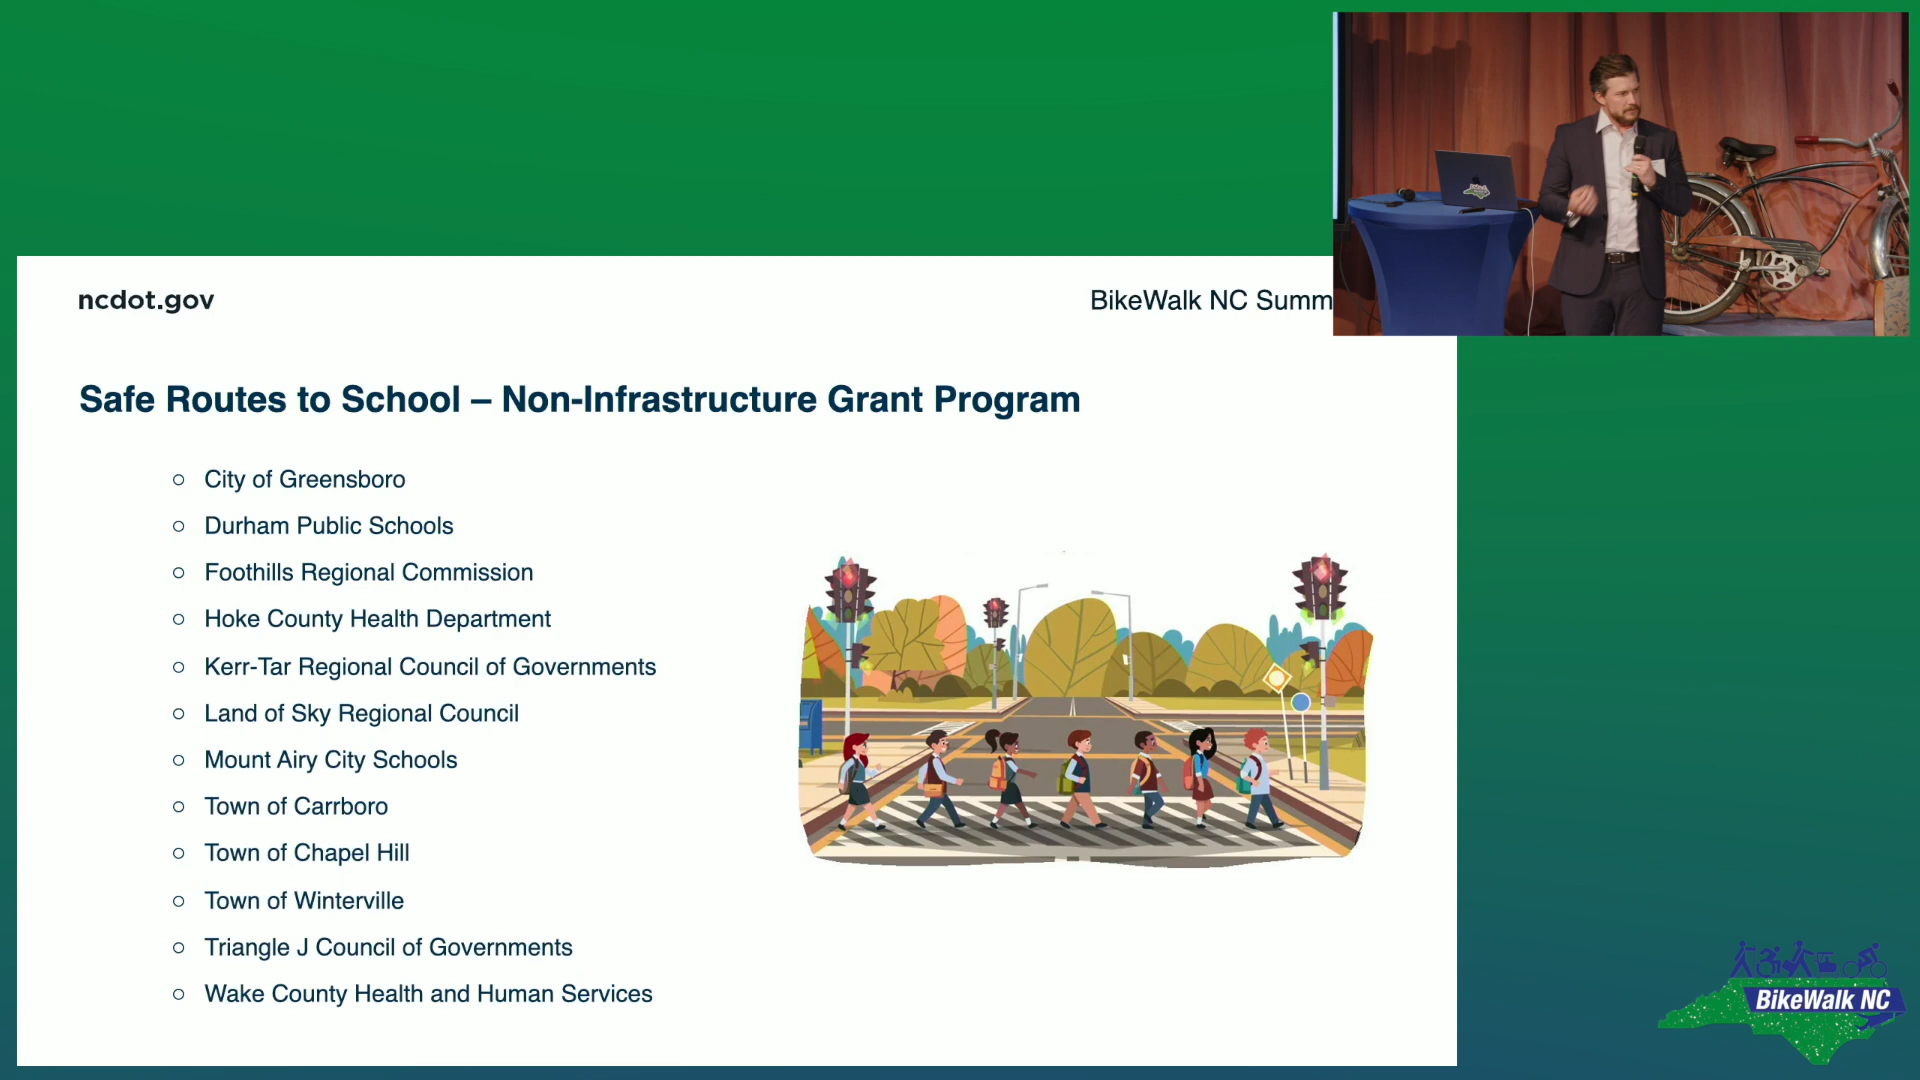 ncdot.gov
BikeWalk NC Summ
Safe Routes to School – Non-Infrastructure Grant Program
City of Greensboro
Durham Public Schools
Foothills Regional Commission
Hoke County Health Department
Kerr-Tar Regional Council of Governments
Land of Sky Regional Council
Mount Airy City Schools
Town of Carrboro
Town of Chapel Hill
Town of Winterville
Triangle J Council of Governments
Wake County Health and Human Services
BikeWalk NC